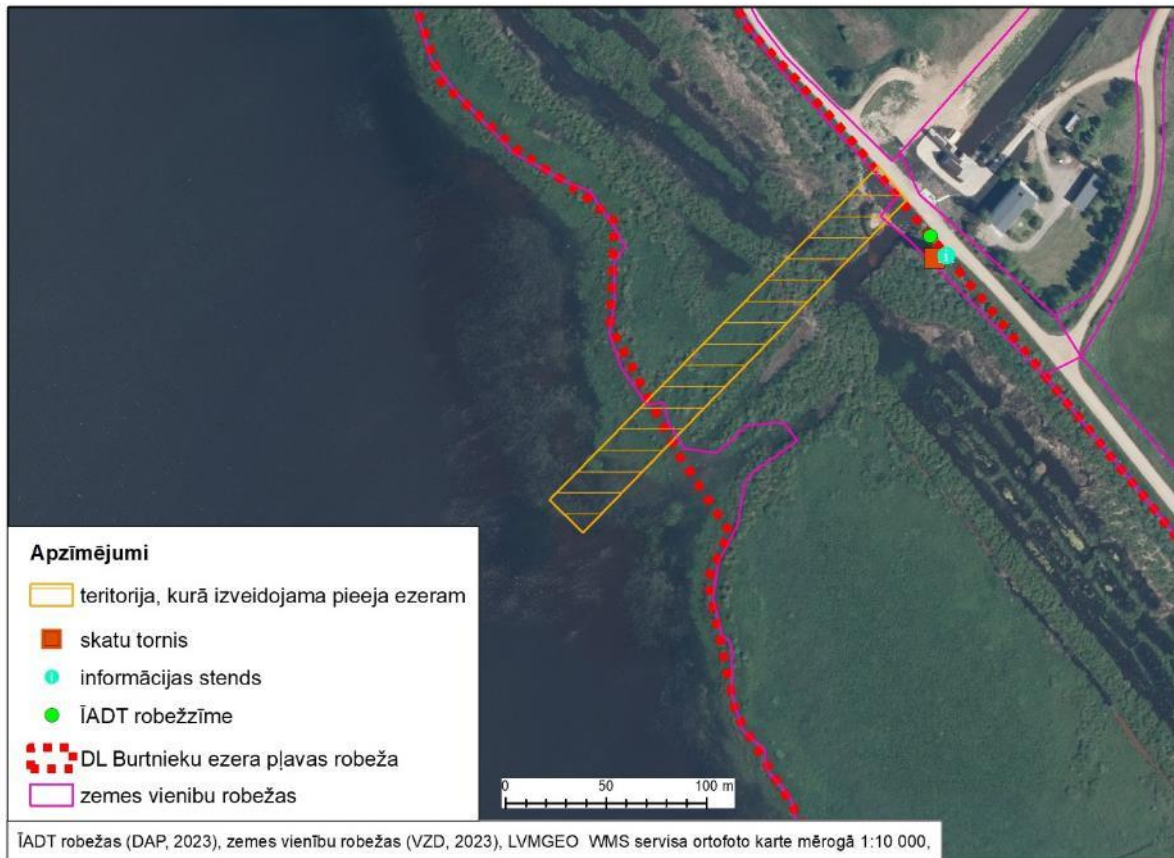 Apzīmējumi
teritorija, kurā izveidojama pieeja ezeram
skatu tornis
informācijas stends
ĪADT robežzīme
DL Burtnieku ezera pļavas robeža
zemes vienību robežas
0 50 100 m
ĪADT robežas (DAP, 2023), zemes vienību robežas (VZD, 2023), LVMGEO WMS servisa ortofoto karte mērogā 1:10 000,